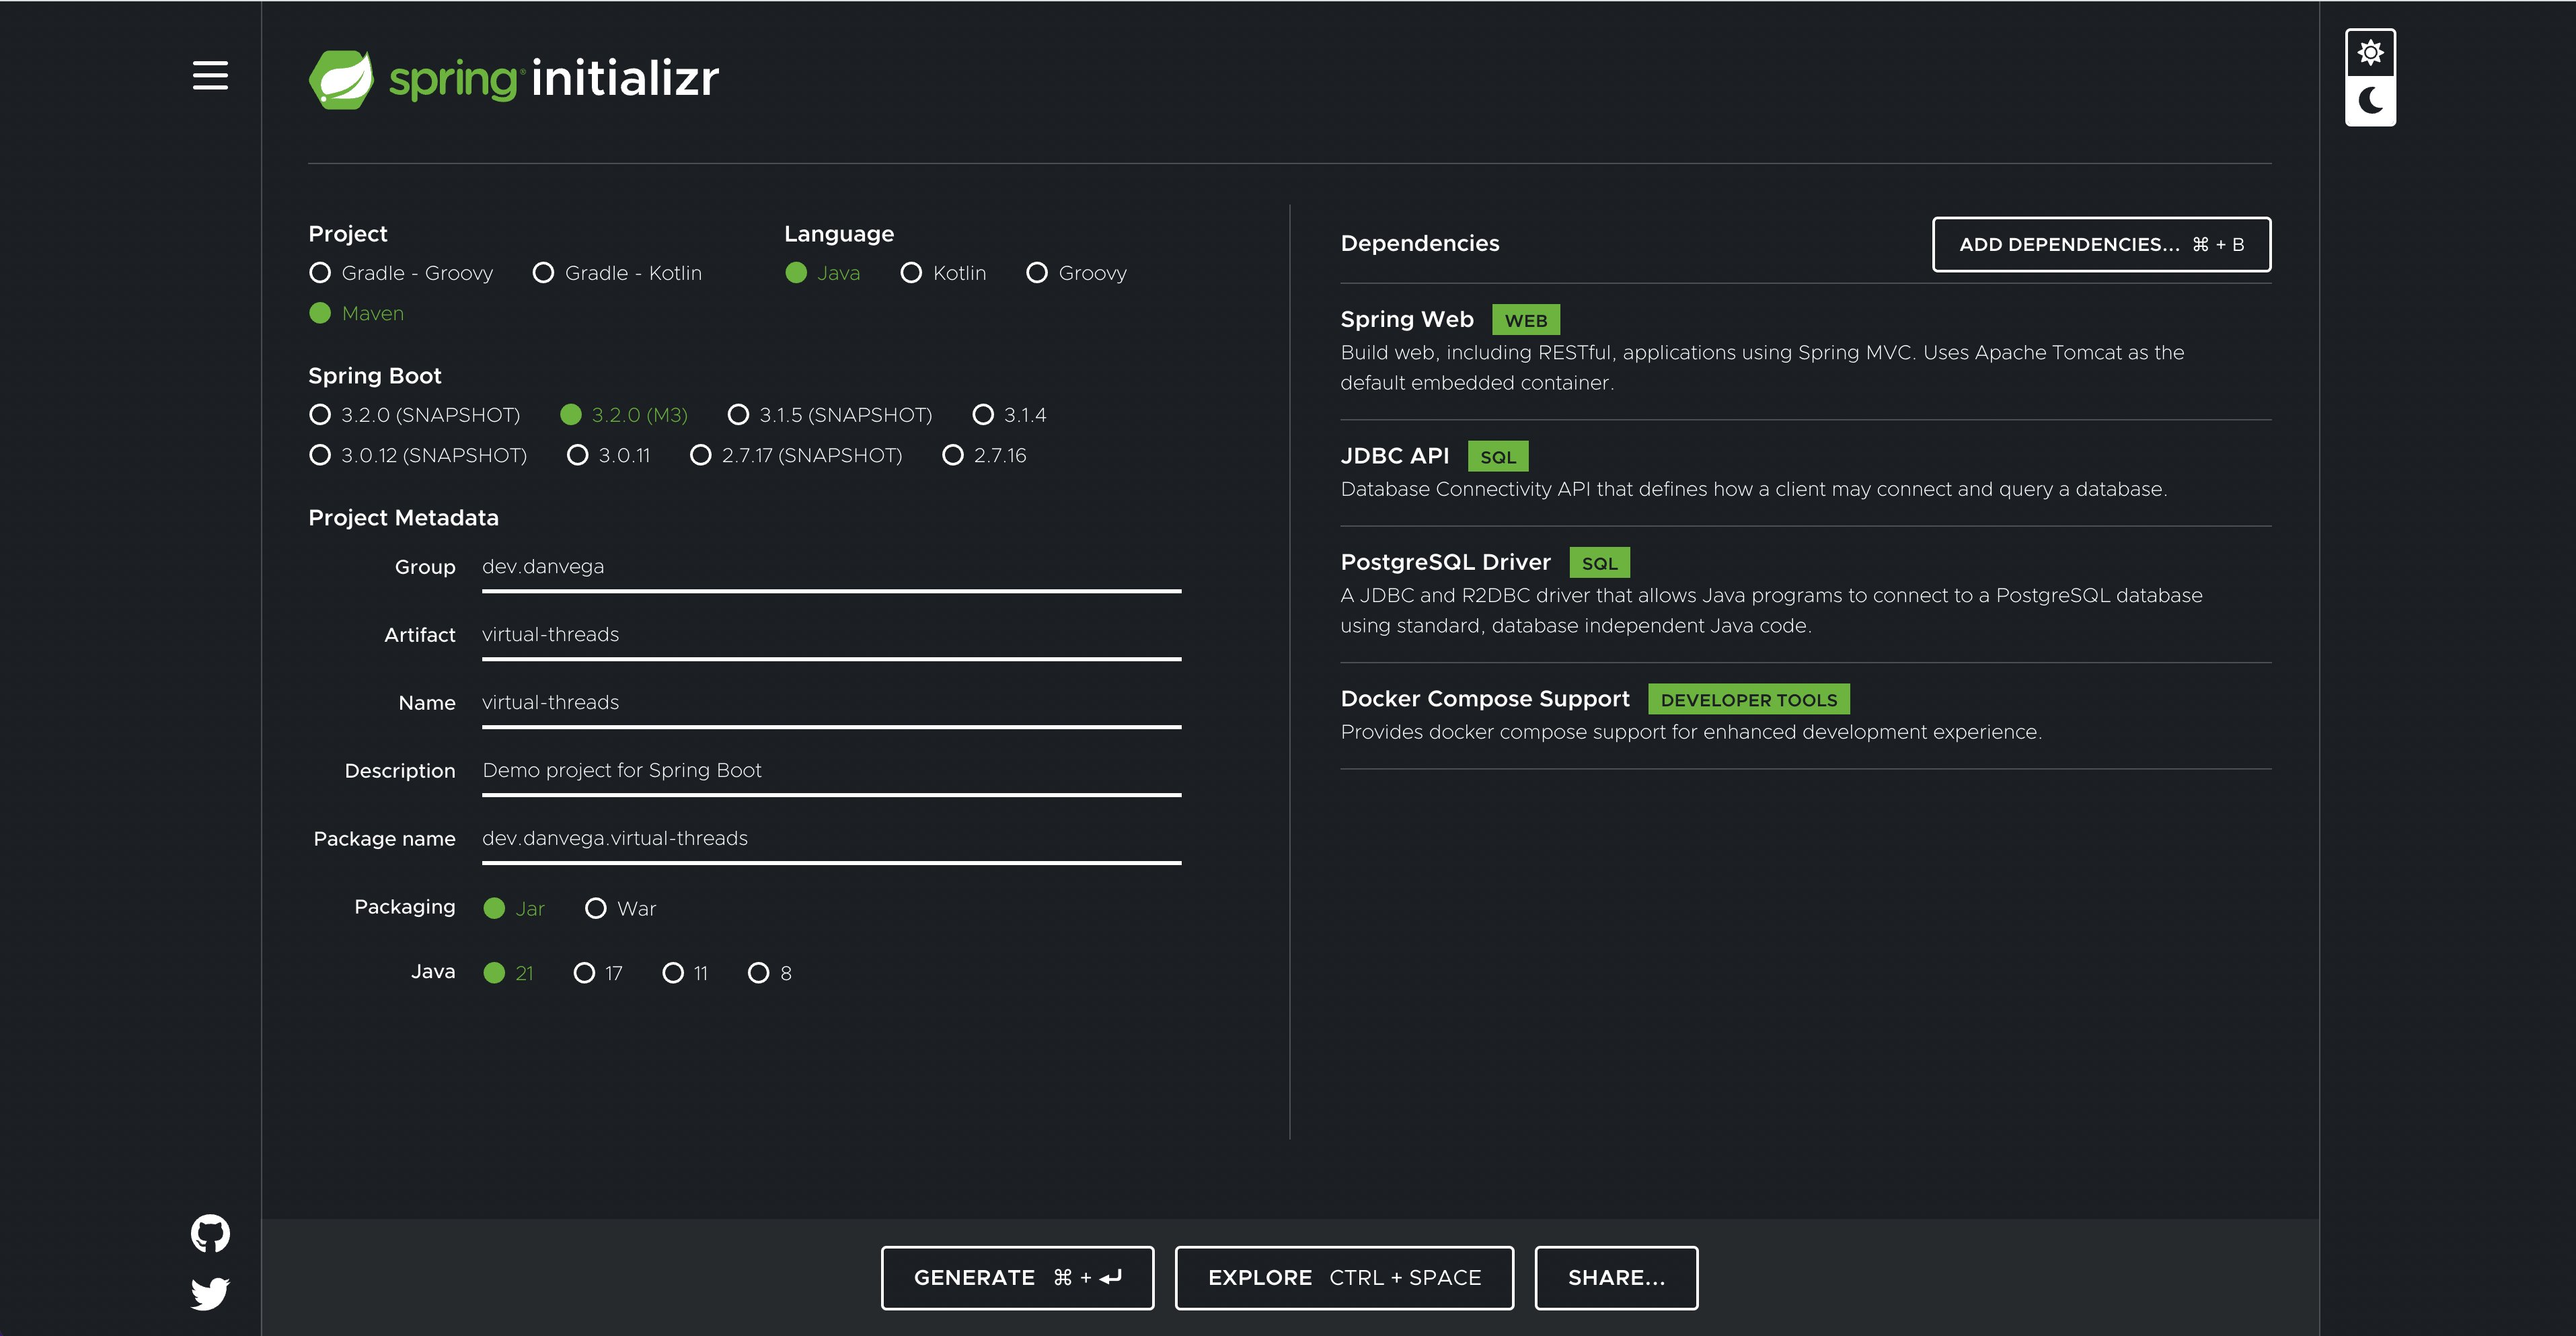 spring initializr
Project
Gradle - Groovy Gradle - Kotlin
Maven
Language
Java Kotlin Groovy
Spring Boot
3.2.0 (SNAPSHOT) 3.2.0 (M3) 3.1.5 (SNAPSHOT) 3.1.4
3.0.12 (SNAPSHOT) 3.0.11 2.7.17 (SNAPSHOT) 2.7.16
Project Metadata
Group dev.danvega
Artifact virtual-threads
Name virtual-threads
Description Demo project for Spring Boot
Package name dev.danvega.virtual-threads
Packaging Jar War
Java 21 17 11 8
Dependencies ADD DEPENDENCIES... ⌘ + B
Spring Web WEB
Build web, including RESTful, applications using Spring MVC. Uses Apache Tomcat as the
default embedded container.
JDBC API SQL
Database Connectivity API that defines how a client may connect and query a database.
PostgreSQL Driver SQL
A JDBC and R2DBC driver that allows Java programs to connect to a PostgreSQL database
using standard, database independent Java code.
Docker Compose Support DEVELOPER TOOLS
Provides docker compose support for enhanced development experience.
GENERATE ⌘ + ⏎ EXPLORE CTRL + SPACE SHARE...